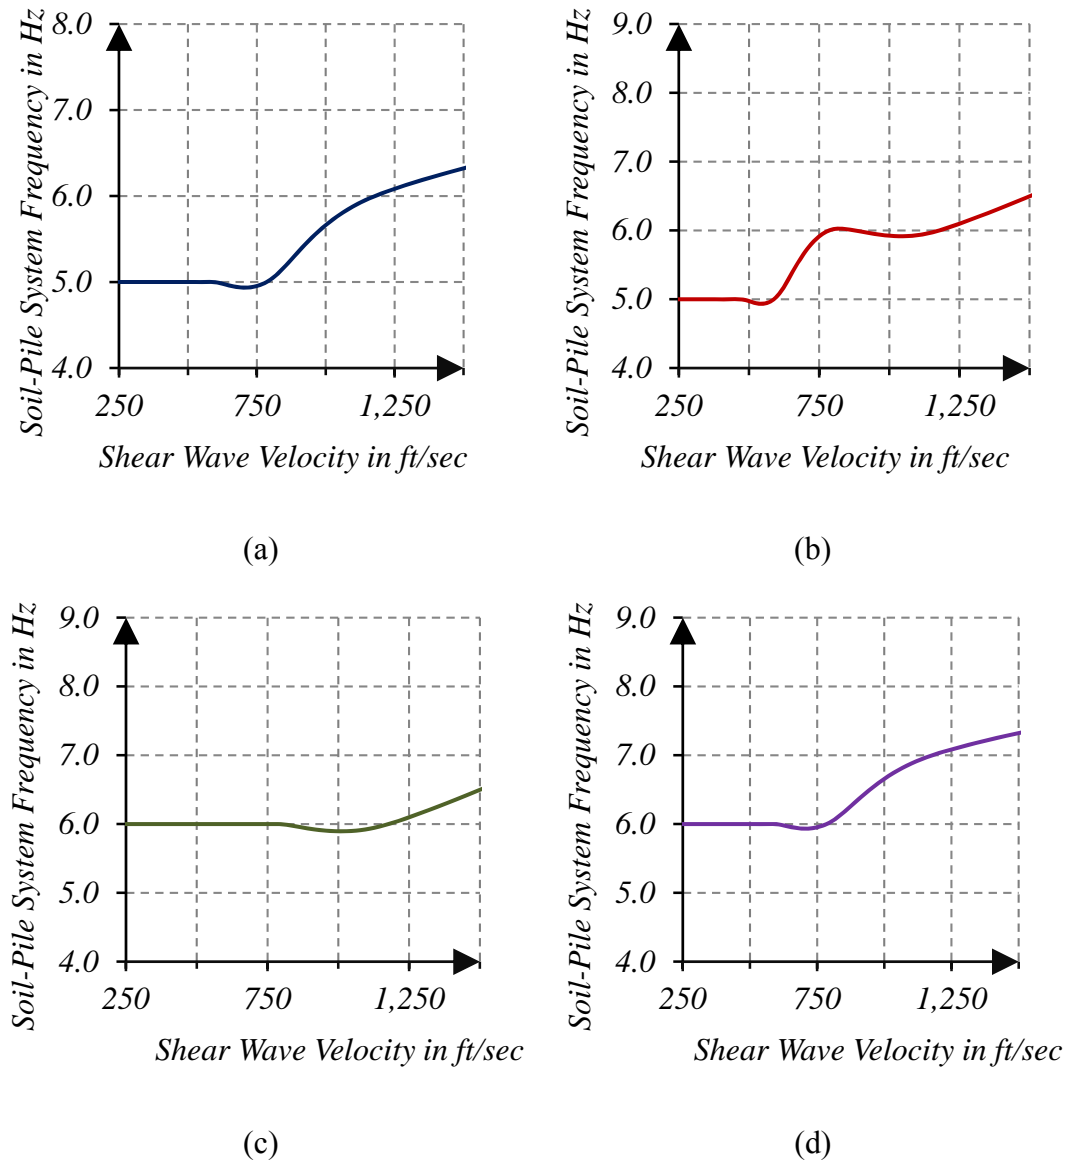 Soil-Pile System Frequency in Hz
8.0
7.0
6.0
5.0
4.0
250 750 1,250
Shear Wave Velocity in ft/sec
(a)
Soil-Pile System Frequency in Hz
9.0
8.0
7.0
6.0
5.0
4.0
250 750 1,250
Shear Wave Velocity in ft/sec
(b)
Soil-Pile System Frequency in Hz
9.0
8.0
7.0
6.0
5.0
4.0
250 750 1,250
Shear Wave Velocity in ft/sec
(c)
Soil-Pile System Frequency in Hz
9.0
8.0
7.0
6.0
5.0
4.0
250 750 1,250
Shear Wave Velocity in ft/sec
(d)